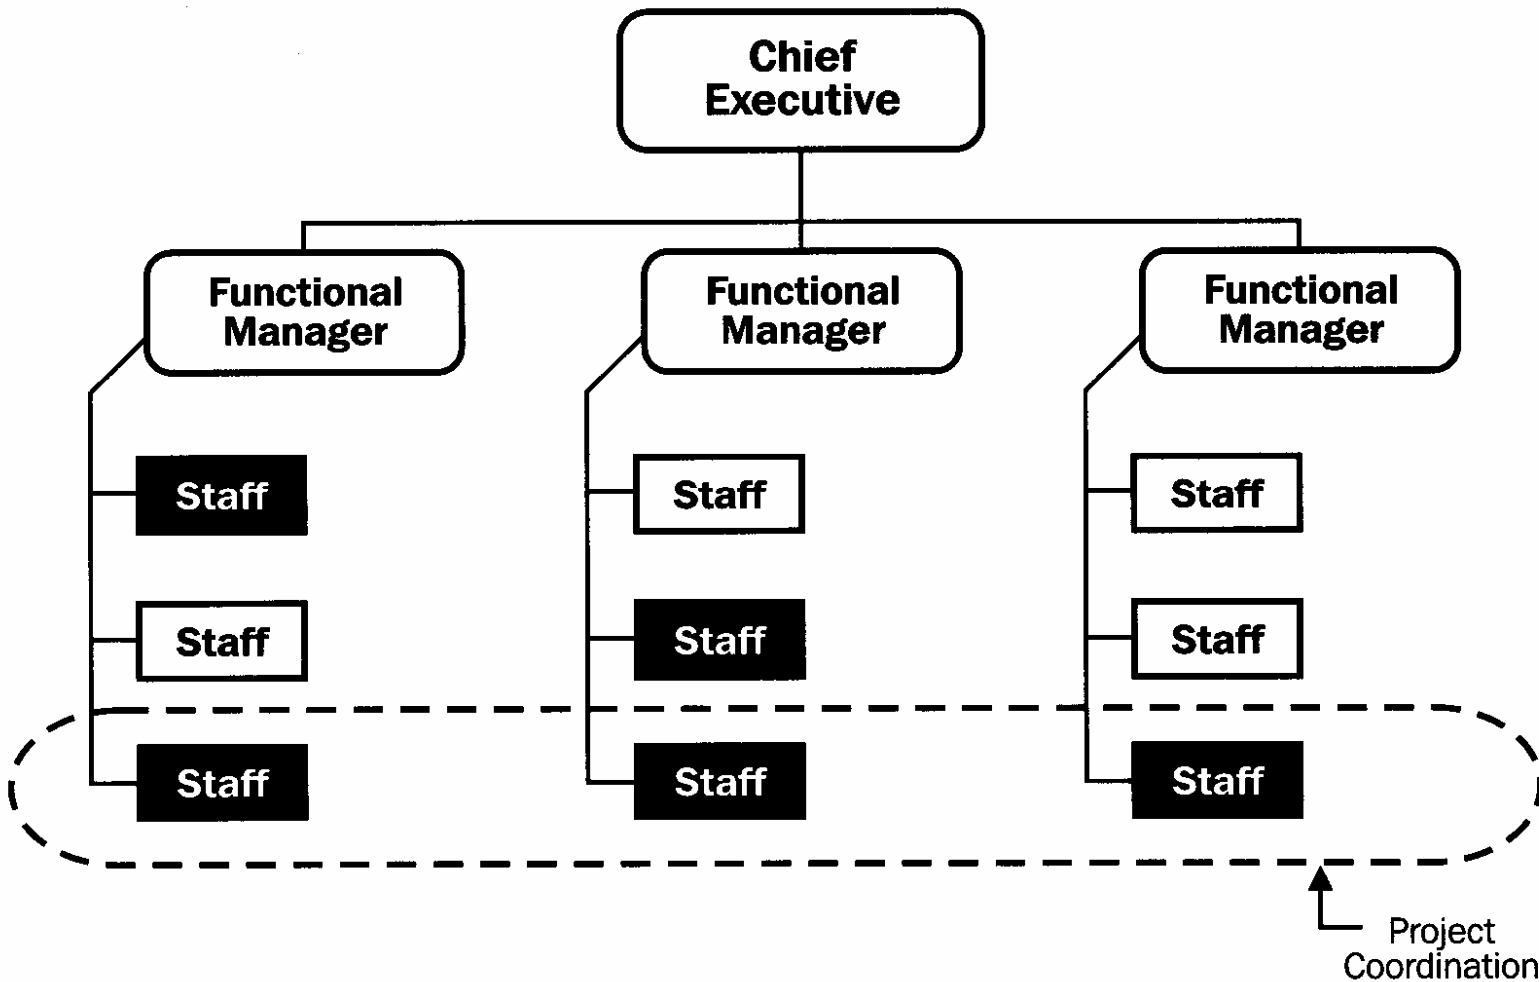 Chief
Executive
Functional
Manager
Functional
Manager
Functional
Manager
Staff
Staff
Staff
Staff
Staff
Staff
Staff
Staff
Staff
Project
Coordination